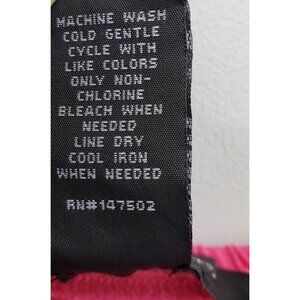 MACHINE WASH
COLD GENTLE
CYCLE WITH
LIKE COLORS
ONLY NON-
CHLORINE
BLEACH WHEN
NEEDED
LINE DRY
COOL IRON
WHEN NEEDED
RN#147502